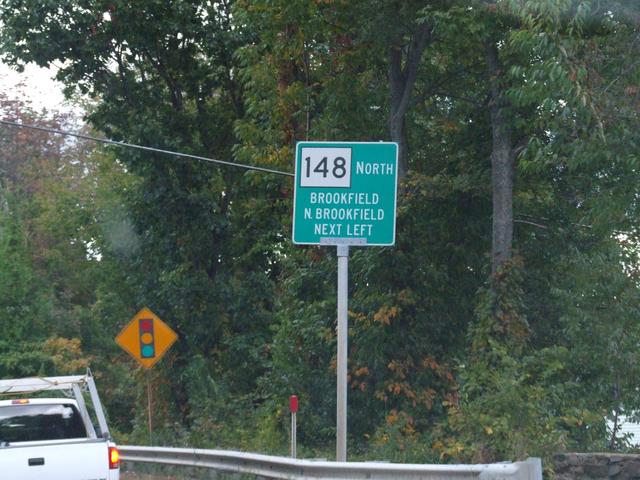 148 NORTH
BROOKFIELD
N. BROOKFIELD
NEXT LEFT